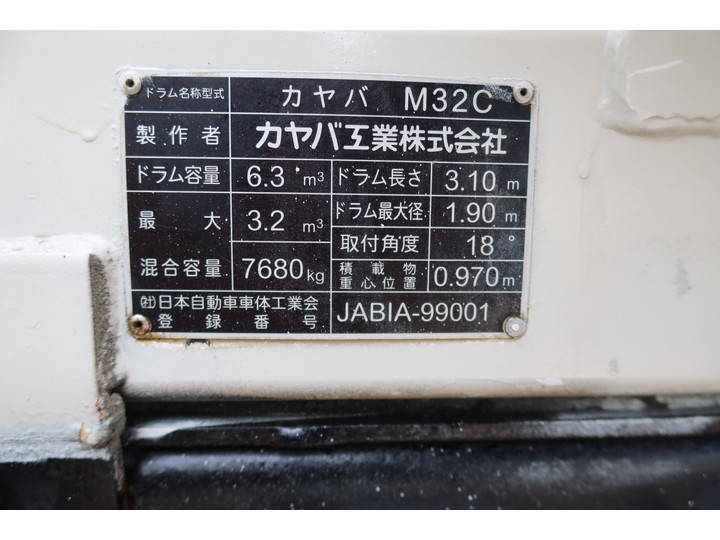 ドラム名称型式 カヤバ M32C
製作者 カヤバ工業株式会社
ドラム容量 6.3 m³ ドラム長さ 3.10 m
最大 3.2 m³ ドラム最大径 1.90 m
取付角度 18°
混合容量 7680kg 積載物重心位置 0.970m
㈳日本自動車車体工業会
登録番号 JABIA-99001